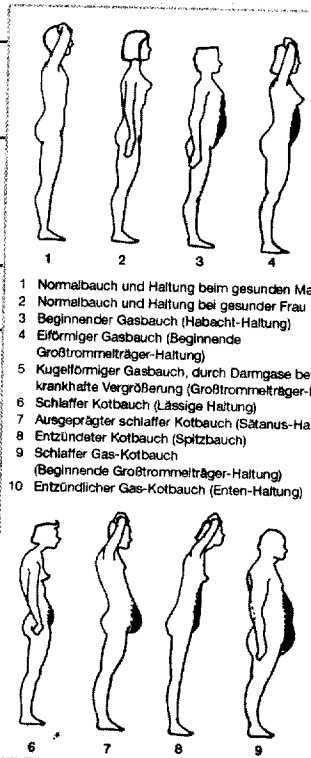 1 2 3 4
1 Normalbauch und Haltung beim gesunden Ma
2 Normalbauch und Haltung bei gesunder Frau
3 Beginnender Gasbauch (Habacht-Haltung)
4 Eiförmiger Gasbauch (Beginnende
Großtrommelträger-Haltung)
5 Kugelförmiger Gasbauch, durch Darmgase be
krankhafte Vergrößerung (Großtrommelträger-
6 Schlaffer Kotbauch (Lässige Haltung)
7 Ausgeprägter schlaffer Kotbauch (Sätanus-Ha
8 Entzündeter Kotbauch (Spitzbauch)
9 Schlaffer Gas-Kotbauch
(Beginnende Großtrommelträger-Haltung)
10 Entzündlicher Gas-Kotbauch (Enten-Haltung)
6 7 8 9